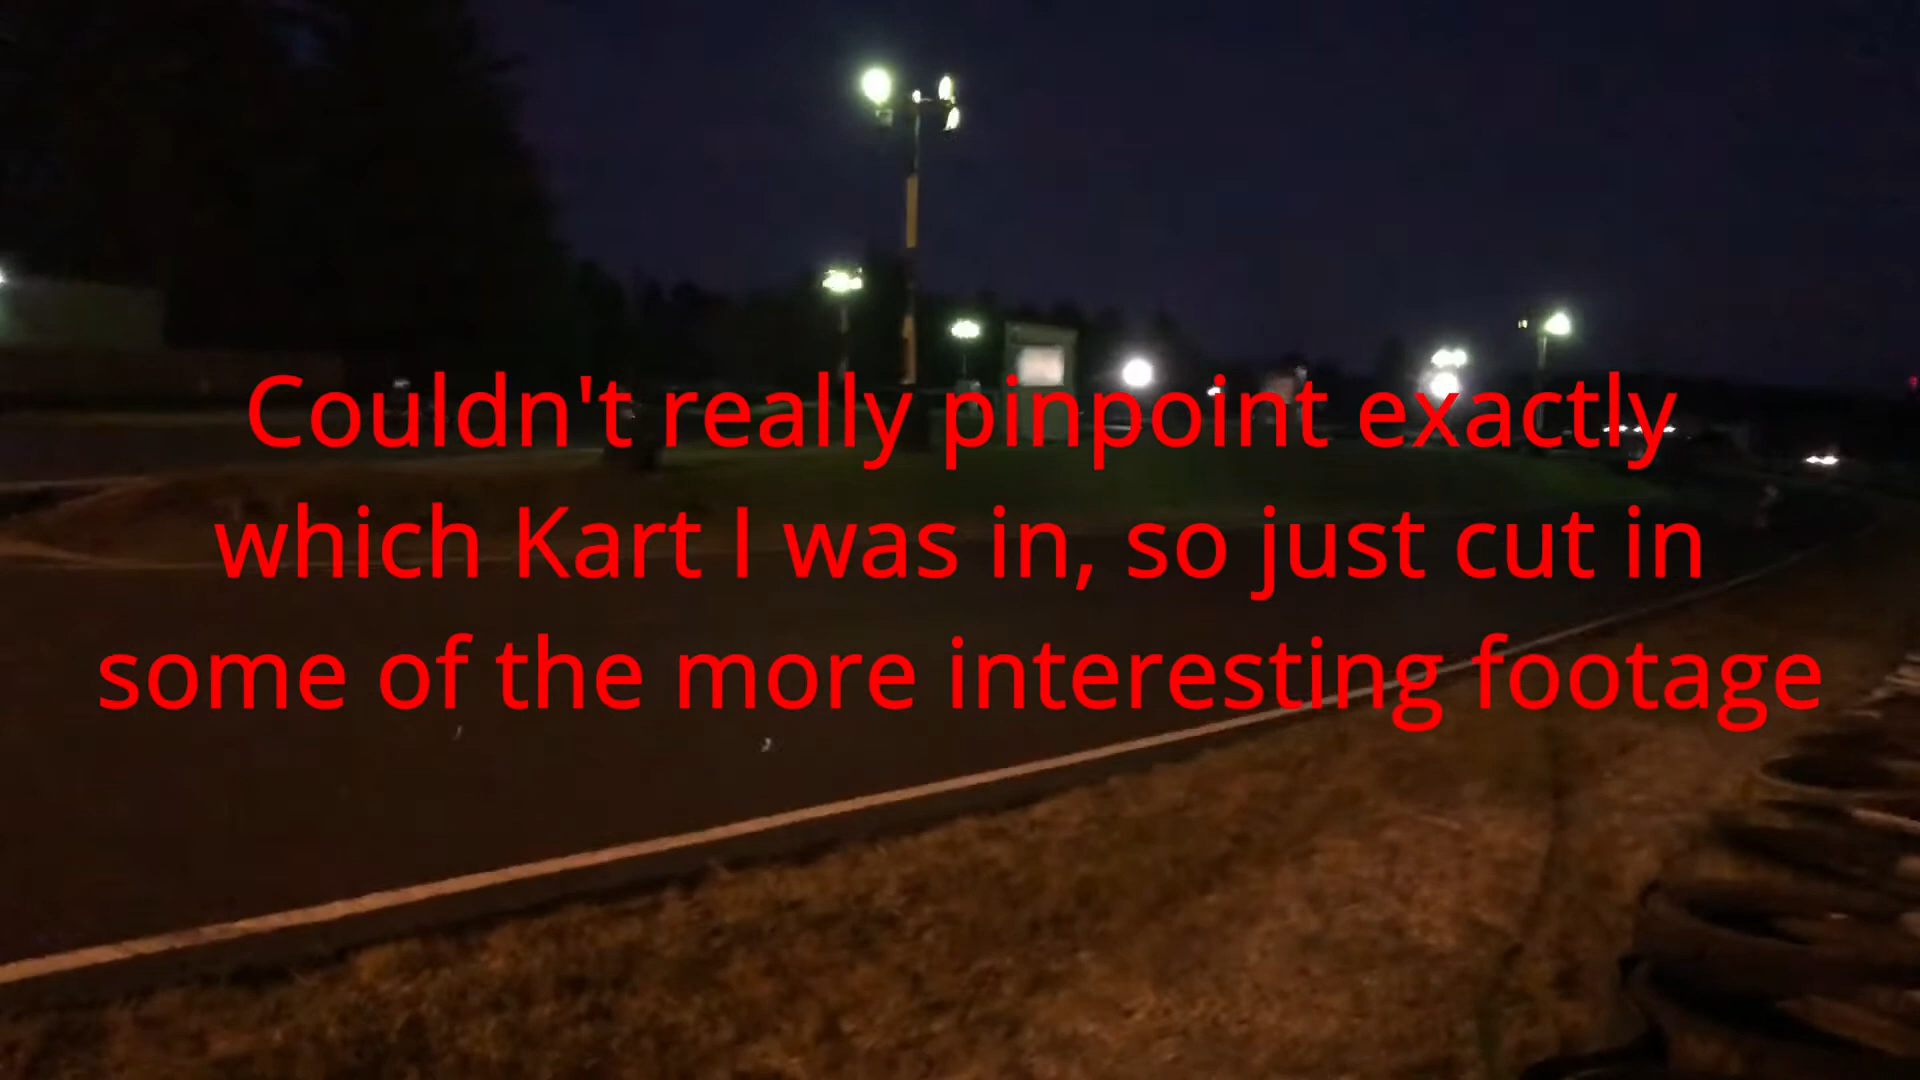 Couldn't really pinpoint exactly
which Kart I was in, so just cut in
some of the more interesting footage